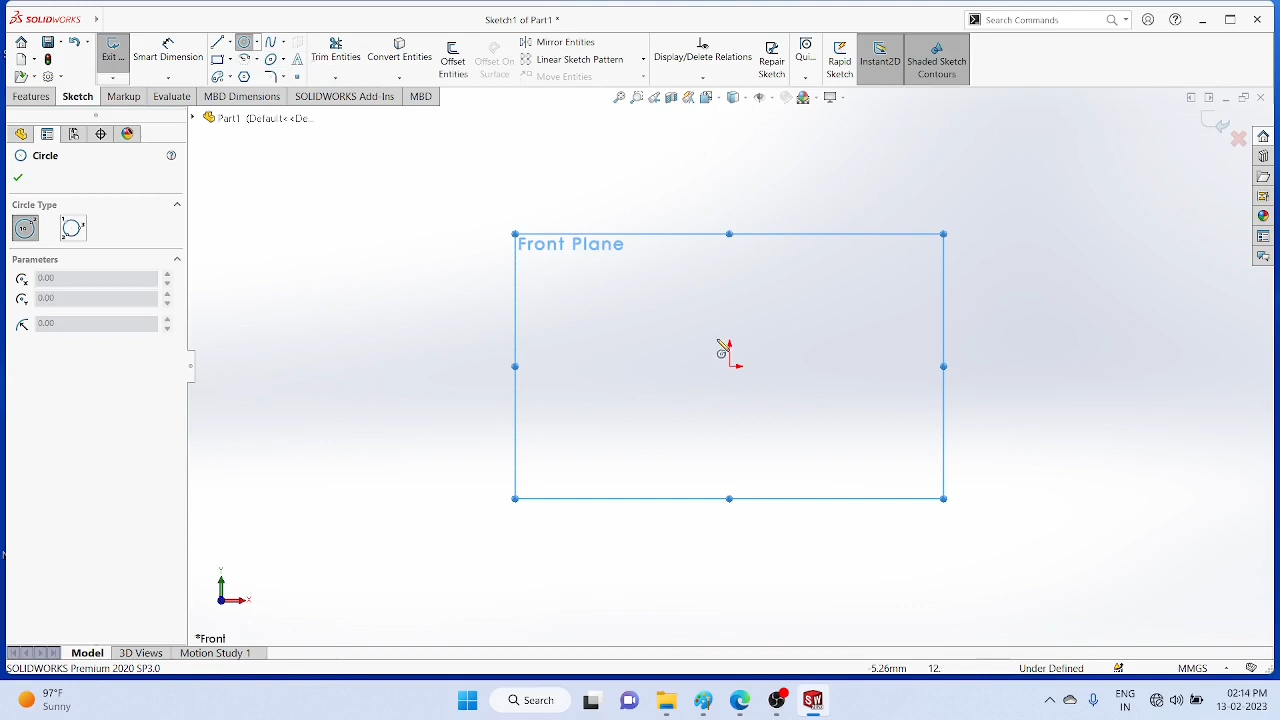 SOLIDWORKS
Sketch1 of Part1 *
Search Commands
Exit ...
Smart Dimension
Trim Entities
Convert Entities
Offset Entities
Offset On Surface
Mirror Entities
Linear Sketch Pattern
Move Entities
Display/Delete Relations
Repair Sketch
Qui...
Rapid Sketch
Instant2D
Shaded Sketch Contours
Features
Sketch
Markup
Evaluate
MBD Dimensions
SOLIDWORKS Add-Ins
MBD
Part1 (Default<<De...
Circle
Circle Type
Parameters
0.00
0.00
0.00
Front Plane
Y
X
*Front
Model
3D Views
Motion Study 1
SOLIDWORKS Premium 2020 SP3.0
-5.26mm
12.
Under Defined
MMGS
97°F
Sunny
Search
ENG
IN
02:14 PM
13-02-2023